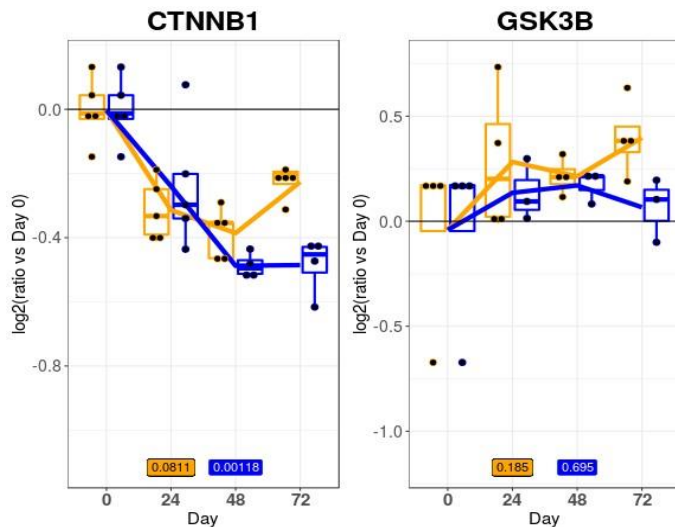 CTNNB1
log2(ratio vs Day 0)
0.0
-0.4
-0.8
0.0811 0.00118
0 24 48 72
Day
GSK3B
log2(ratio vs Day 0)
0.5
0.0
-0.5
-1.0
0.185 0.695
0 24 48 72
Day